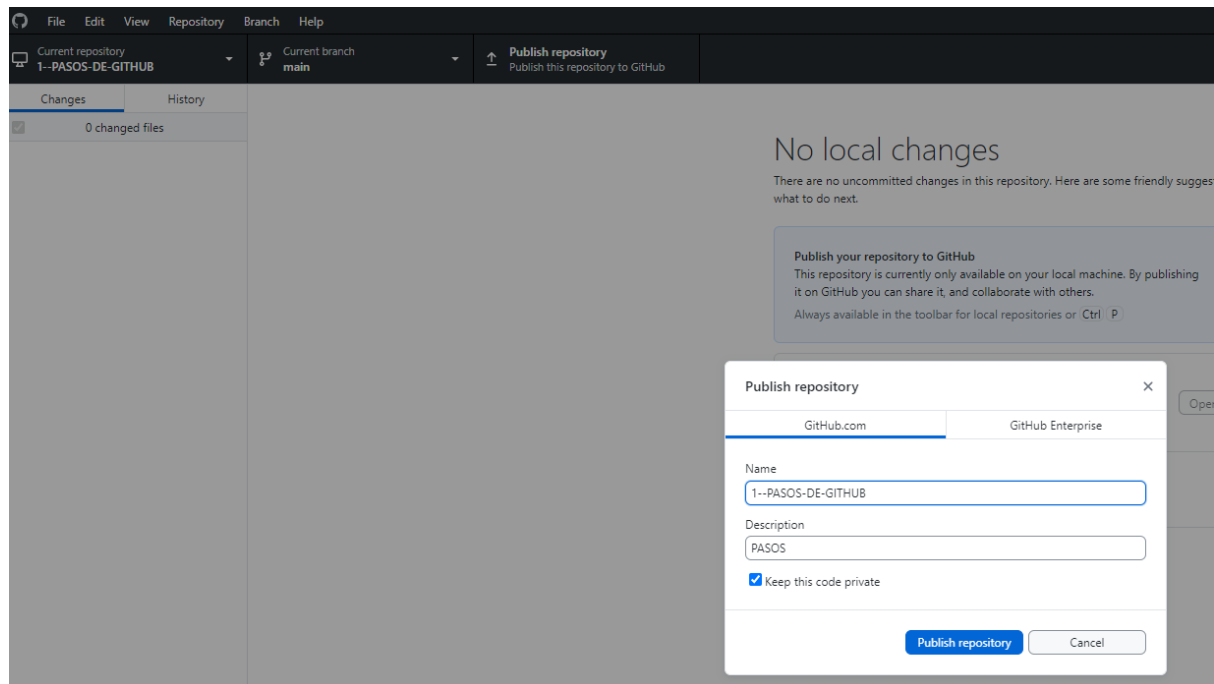 File Edit View Repository Branch Help
Current repository
1--PASOS-DE-GITHUB
Current branch
main
Publish repository
Publish this repository to GitHub
Changes History
0 changed files
No local changes
There are no uncommitted changes in this repository. Here are some friendly
what to do next.
Publish your repository to GitHub
This repository is currently only available on your local machine. By publishing
it on GitHub you can share it, and collaborate with others.
Always available in the toolbar for local repositories or Ctrl P
Publish repository
GitHub.com GitHub Enterprise
Name
1--PASOS-DE-GITHUB
Description
PASOS
Keep this code private
Publish repository Cancel